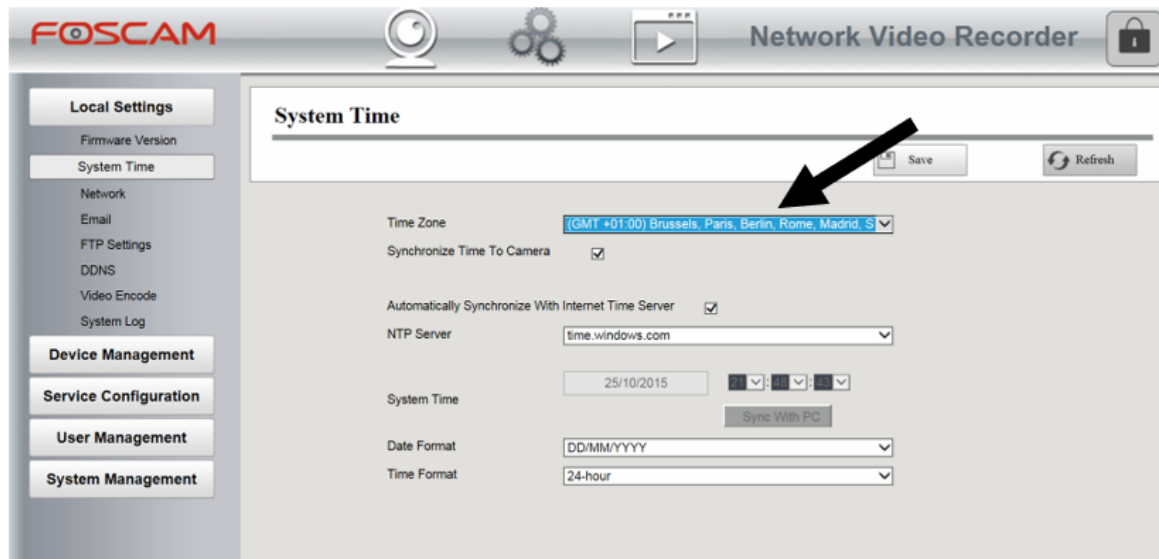 FOSCAM
Network Video Recorder
Local Settings
Firmware Version
System Time
Network
Email
FTP Settings
DDNS
Video Encode
System Log
Device Management
Service Configuration
User Management
System Management
System Time
Save
Refresh
Time Zone (GMT +01:00) Brussels, Paris, Berlin, Rome, Madrid, S
Synchronize Time To Camera
Automatically Synchronize With Internet Time Server
NTP Server time.windows.com
System Time 25/10/2015 21 : 48 : 43
Sync With PC
Date Format DD/MM/YYYY
Time Format 24-hour